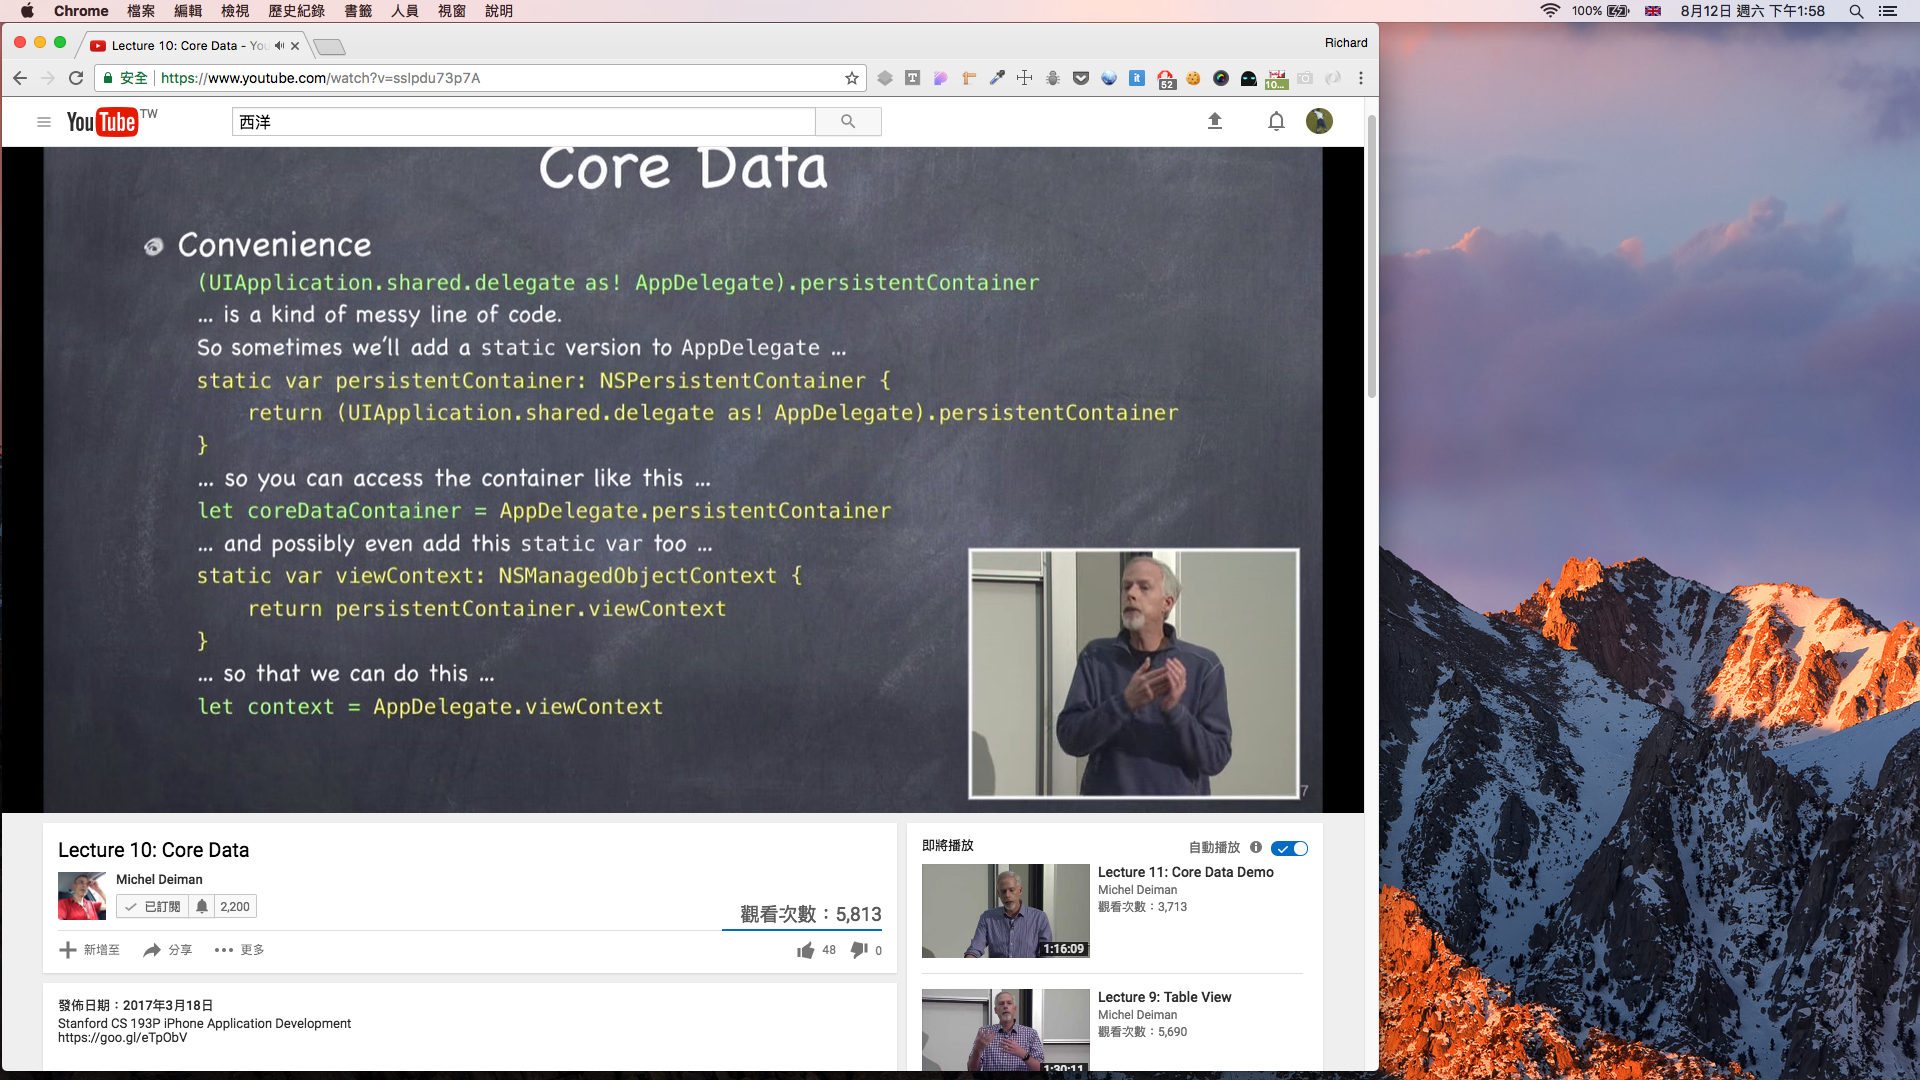 Chrome 檔案 編輯 檢視 歷史紀錄 書籤 人員 視窗 說明 100% 8月12日 週六 下午1:58
Lecture 10: Core Data - You
Richard
安全 https://www.youtube.com/watch?v=sslpdu73p7A
52
YouTube TW
西洋
Core Data
Convenience
(UIApplication.shared.delegate as! AppDelegate).persistentContainer
... is a kind of messy line of code.
So sometimes we'll add a static version to AppDelegate ...
static var persistentContainer: NSPersistentContainer {
return (UIApplication.shared.delegate as! AppDelegate).persistentContainer
}
... so you can access the container like this ...
let coreDataContainer = AppDelegate.persistentContainer
... and possibly even add this static var too ...
static var viewContext: NSManagedObjectContext {
return persistentContainer.viewContext
}
... so that we can do this ...
let context = AppDelegate.viewContext
7
Lecture 10: Core Data
Michel Deiman
已訂閱 2,200
觀看次數：5,813
新增至 分享 更多
48 0
發佈日期：2017年3月18日
Stanford CS 193P iPhone Application Development
https://goo.gl/eTpObV
即將播放
自動播放
Lecture 11: Core Data Demo
Michel Deiman
觀看次數：3,713
1:16:09
Lecture 9: Table View
Michel Deiman
觀看次數：5,690
1:30:11